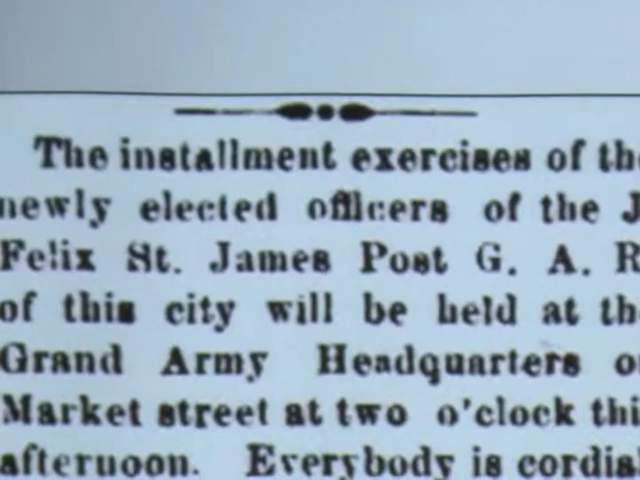 The installment exercises of the
newly elected officers of the J
Felix St. James Post G. A. R
of this city will be held at th
Grand Army Headquarters o
Market street at two o'clock thi
afternoon. Everybody is cordial